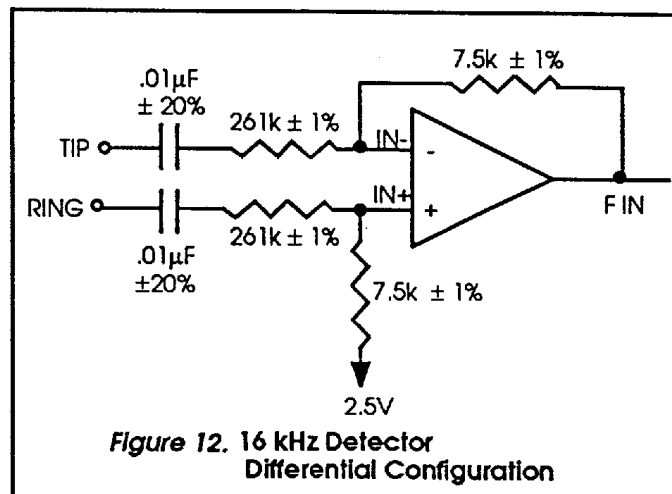 7.5k ± 1%
.01µF
± 20%
261k ± 1%
IN-
-
TIP
IN+
+
RING
F IN
261k ± 1%
.01µF
±20%
7.5k ± 1%
2.5V
Figure 12. 16 kHz Detector
Differential Configuration